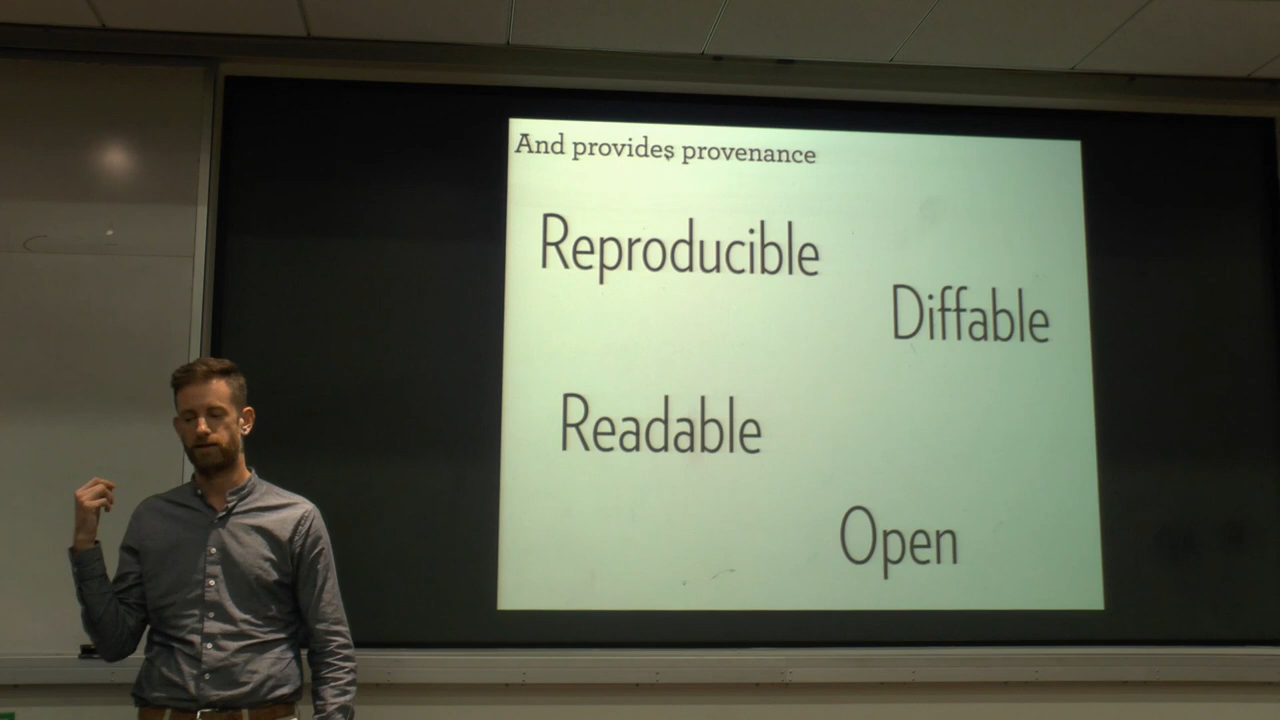 And provides provenance
Reproducible
Diffable
Readable
Open